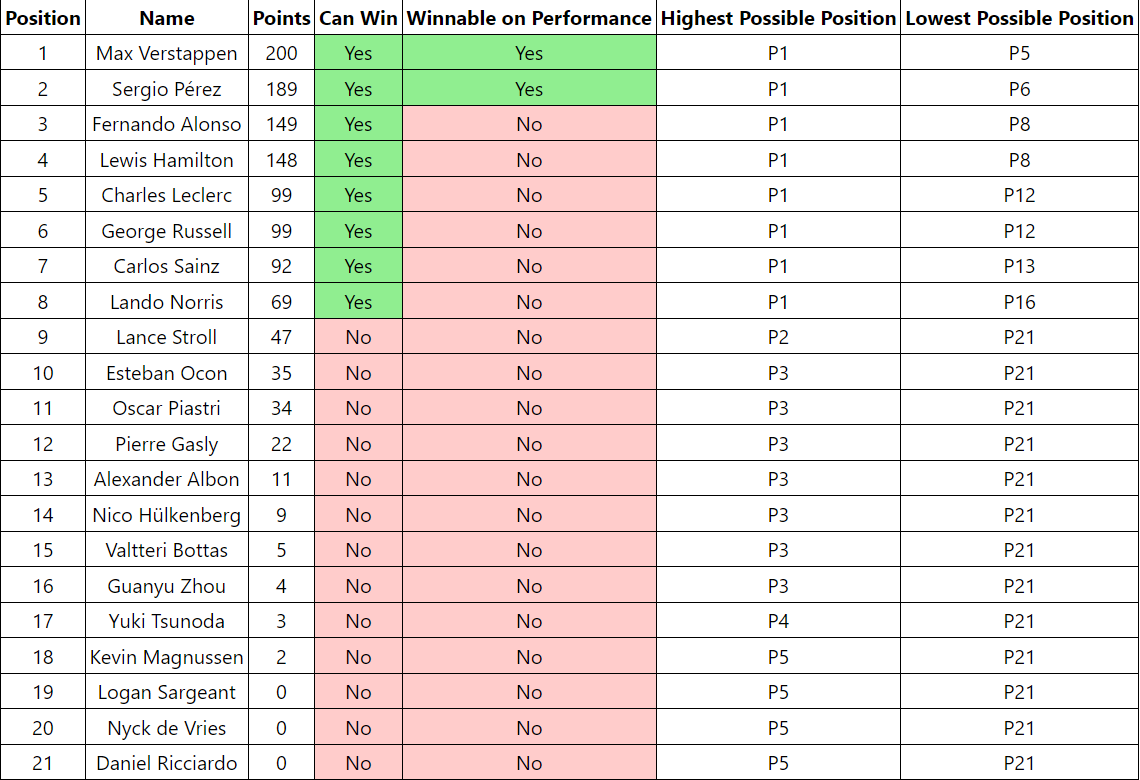 Position Name Points Can Win Winnable on Performance Highest Possible Position Lowest Possible Position
1 Max Verstappen 200 Yes Yes P1 P5
2 Sergio Pérez 189 Yes Yes P1 P6
3 Fernando Alonso 149 Yes No P1 P8
4 Lewis Hamilton 148 Yes No P1 P8
5 Charles Leclerc 99 Yes No P1 P12
6 George Russell 99 Yes No P1 P12
7 Carlos Sainz 92 Yes No P1 P13
8 Lando Norris 69 Yes No P1 P16
9 Lance Stroll 47 No No P2 P21
10 Esteban Ocon 35 No No P3 P21
11 Oscar Piastri 34 No No P3 P21
12 Pierre Gasly 22 No No P3 P21
13 Alexander Albon 11 No No P3 P21
14 Nico Hülkenberg 9 No No P3 P21
15 Valtteri Bottas 5 No No P3 P21
16 Guanyu Zhou 4 No No P3 P21
17 Yuki Tsunoda 3 No No P4 P21
18 Kevin Magnussen 2 No No P5 P21
19 Logan Sargeant 0 No No P5 P21
20 Nyck de Vries 0 No No P5 P21
21 Daniel Ricciardo 0 No No P5 P21